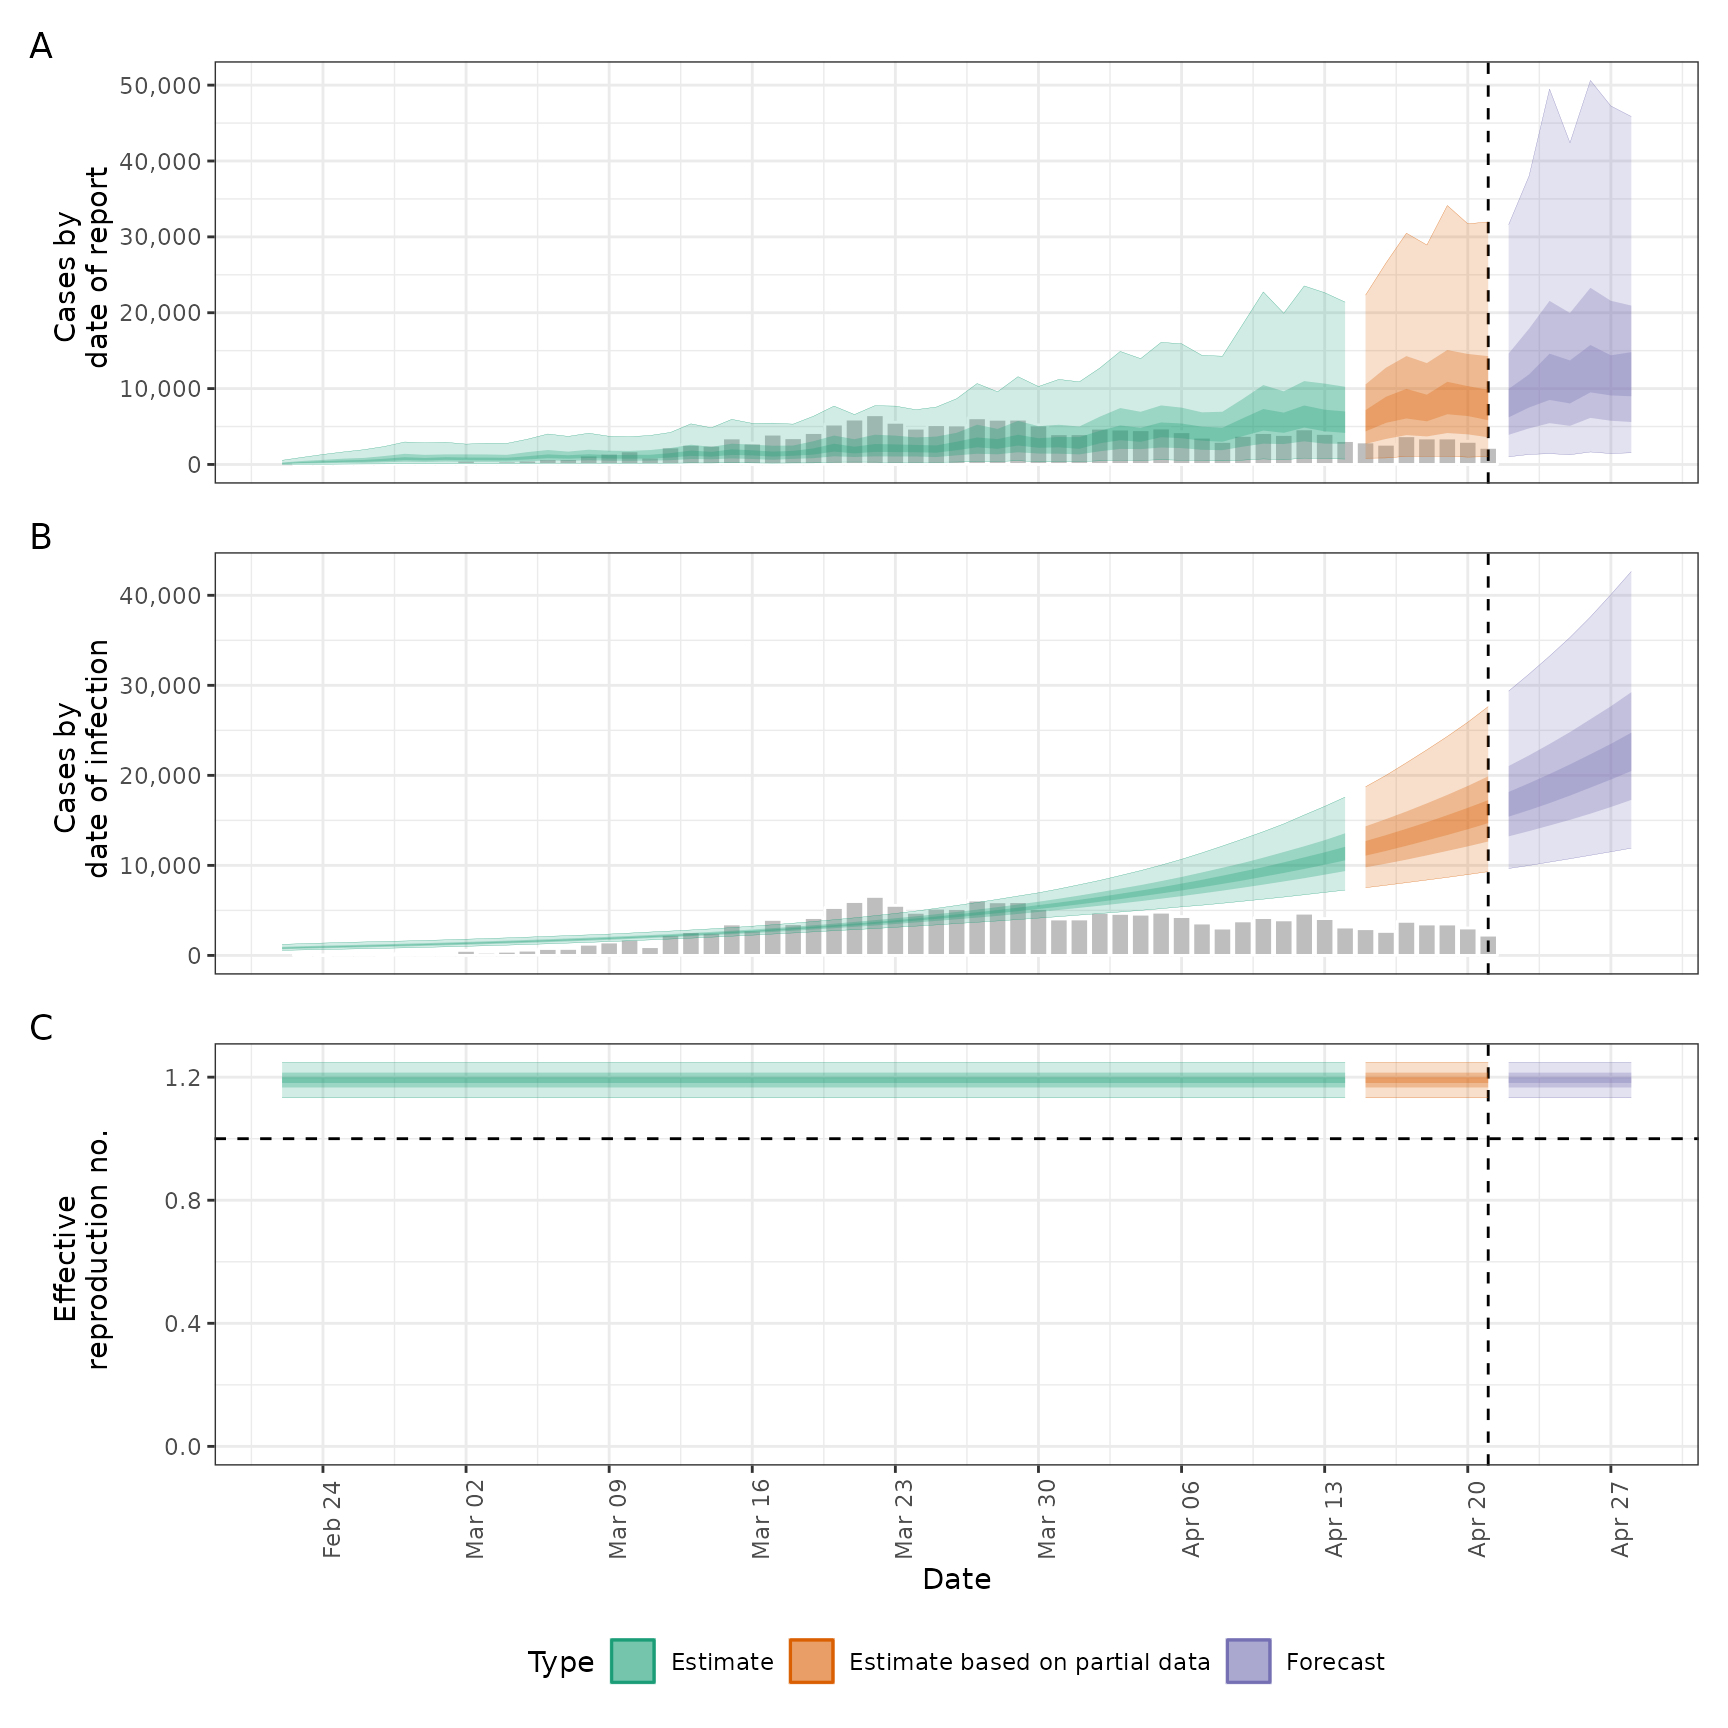 A
50,000
40,000
30,000
20,000
10,000
0
Cases by
date of report
B
40,000
30,000
20,000
10,000
0
Cases by
date of infection
C
1.2
0.8
0.4
0.0
Effective
reproduction no.
Feb 24
Mar 02
Mar 09
Mar 16
Mar 23
Mar 30
Apr 06
Apr 13
Apr 20
Apr 27
Date
Type Estimate Estimate based on partial data Forecast